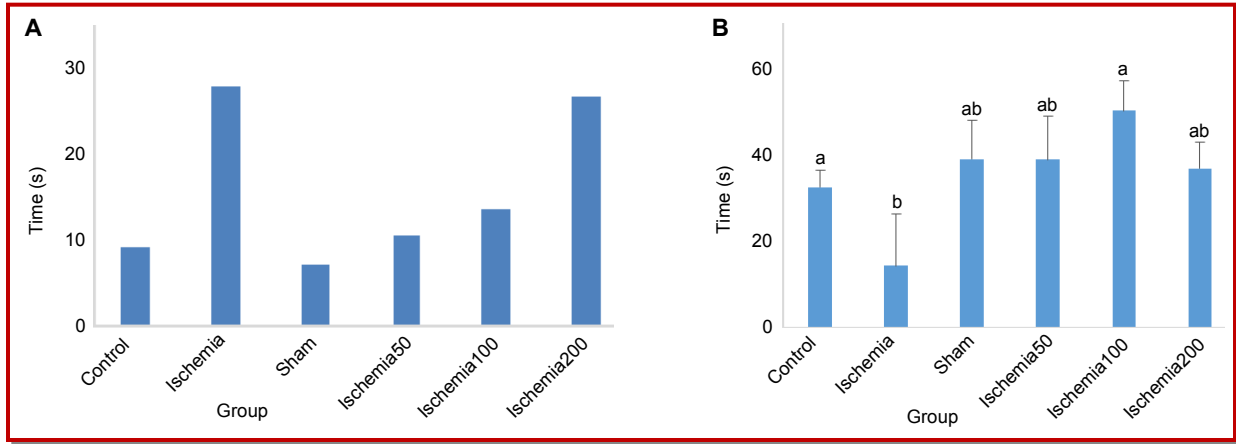 A
Time (s)
30
20
10
0
Control
Ischemia
Sham
Ischemia50
Ischemia100
Ischemia200
Group
B
Time (s)
60
40
20
0
a
b
ab
ab
a
ab
Control
Ischemia
Sham
Ischemia50
Ischemia100
Ischemia200
Group